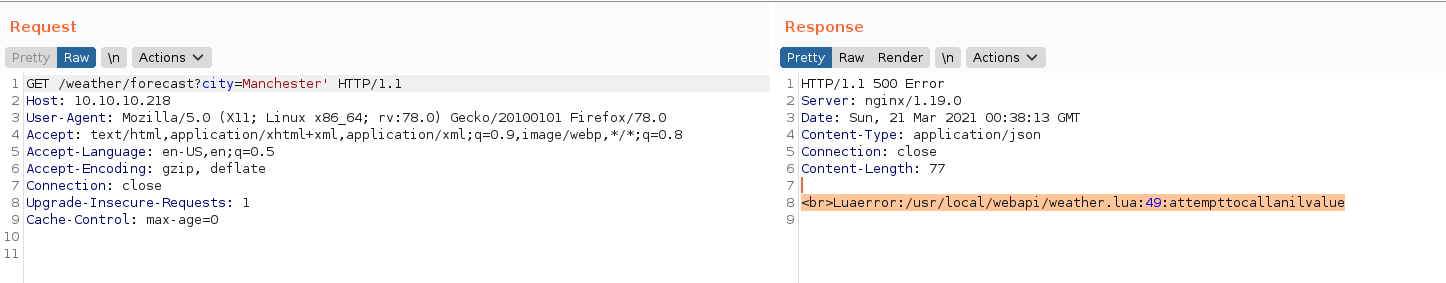 Request
Pretty Raw \n Actions
1 GET /weather/forecast?city=Manchester' HTTP/1.1
2 Host: 10.10.10.218
3 User-Agent: Mozilla/5.0 (X11; Linux x86_64; rv:78.0) Gecko/20100101 Firefox/78.0
4 Accept: text/html,application/xhtml+xml,application/xml;q=0.9,image/webp,*/*;q=0.8
5 Accept-Language: en-US,en;q=0.5
6 Accept-Encoding: gzip, deflate
7 Connection: close
8 Upgrade-Insecure-Requests: 1
9 Cache-Control: max-age=0
10
11
Response
Pretty Raw Render \n Actions
1 HTTP/1.1 500 Error
2 Server: nginx/1.19.0
3 Date: Sun, 21 Mar 2021 00:38:13 GMT
4 Content-Type: application/json
5 Connection: close
6 Content-Length: 77
7
8 <br>Luaerror:/usr/local/webapi/weather.lua:49:attempttocallanilvalue
9